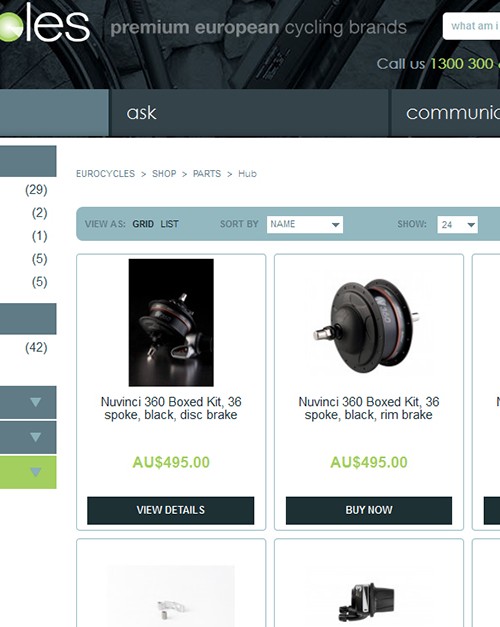 oles premium european cycling brands
what am i
Call us 1300 300
ask
communic
(29)
(2)
(1)
(5)
(5)
(42)
EUROCYCLES > SHOP > PARTS > Hub
VIEW AS: GRID LIST SORT BY NAME SHOW: 24
360
Nuvinci 360 Boxed Kit, 36
spoke, black, disc brake
AU$495.00
VIEW DETAILS
Nuvinci 360 Boxed Kit, 36
spoke, black, rim brake
AU$495.00
BUY NOW